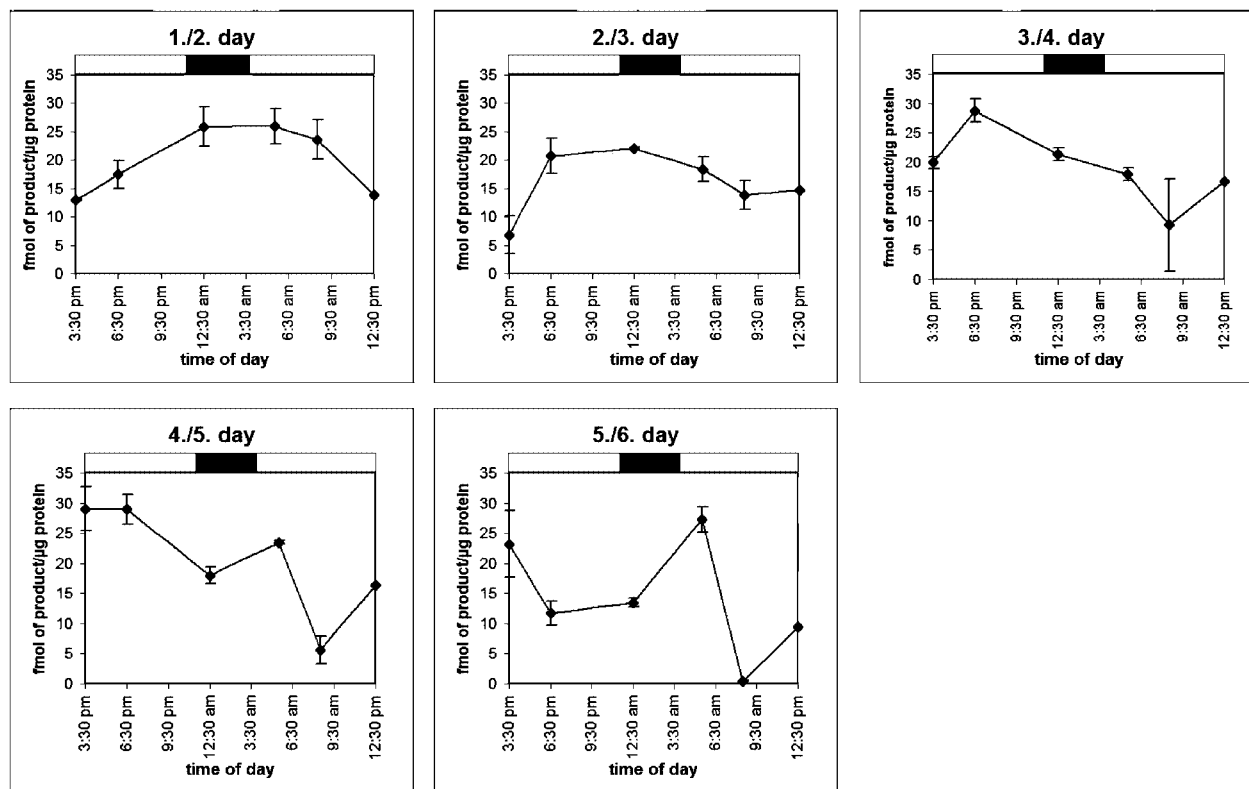 1./2. day
35
30
25
20
15
10
5
0
fmol of product/µg protein
3:30 pm
6:30 pm
9:30 pm
12:30 am
3:30 am
6:30 am
9:30 am
12:30 pm
time of day
2./3. day
35
30
25
20
15
10
5
0
fmol of product/µg protein
3:30 pm
6:30 pm
9:30 pm
12:30 am
3:30 am
6:30 am
9:30 am
12:30 pm
time of day
3./4. day
35
30
25
20
15
10
5
0
fmol of product/µg protein
3:30 pm
6:30 pm
9:30 pm
12:30 am
3:30 am
6:30 am
9:30 am
12:30 pm
time of day
4./5. day
35
30
25
20
15
10
5
0
fmol of product/µg protein
3:30 pm
6:30 pm
9:30 pm
12:30 am
3:30 am
6:30 am
9:30 am
12:30 pm
time of day
5./6. day
35
30
25
20
15
10
5
0
fmol of product/µg protein
3:30 pm
6:30 pm
9:30 pm
12:30 am
3:30 am
6:30 am
9:30 am
12:30 pm
time of day